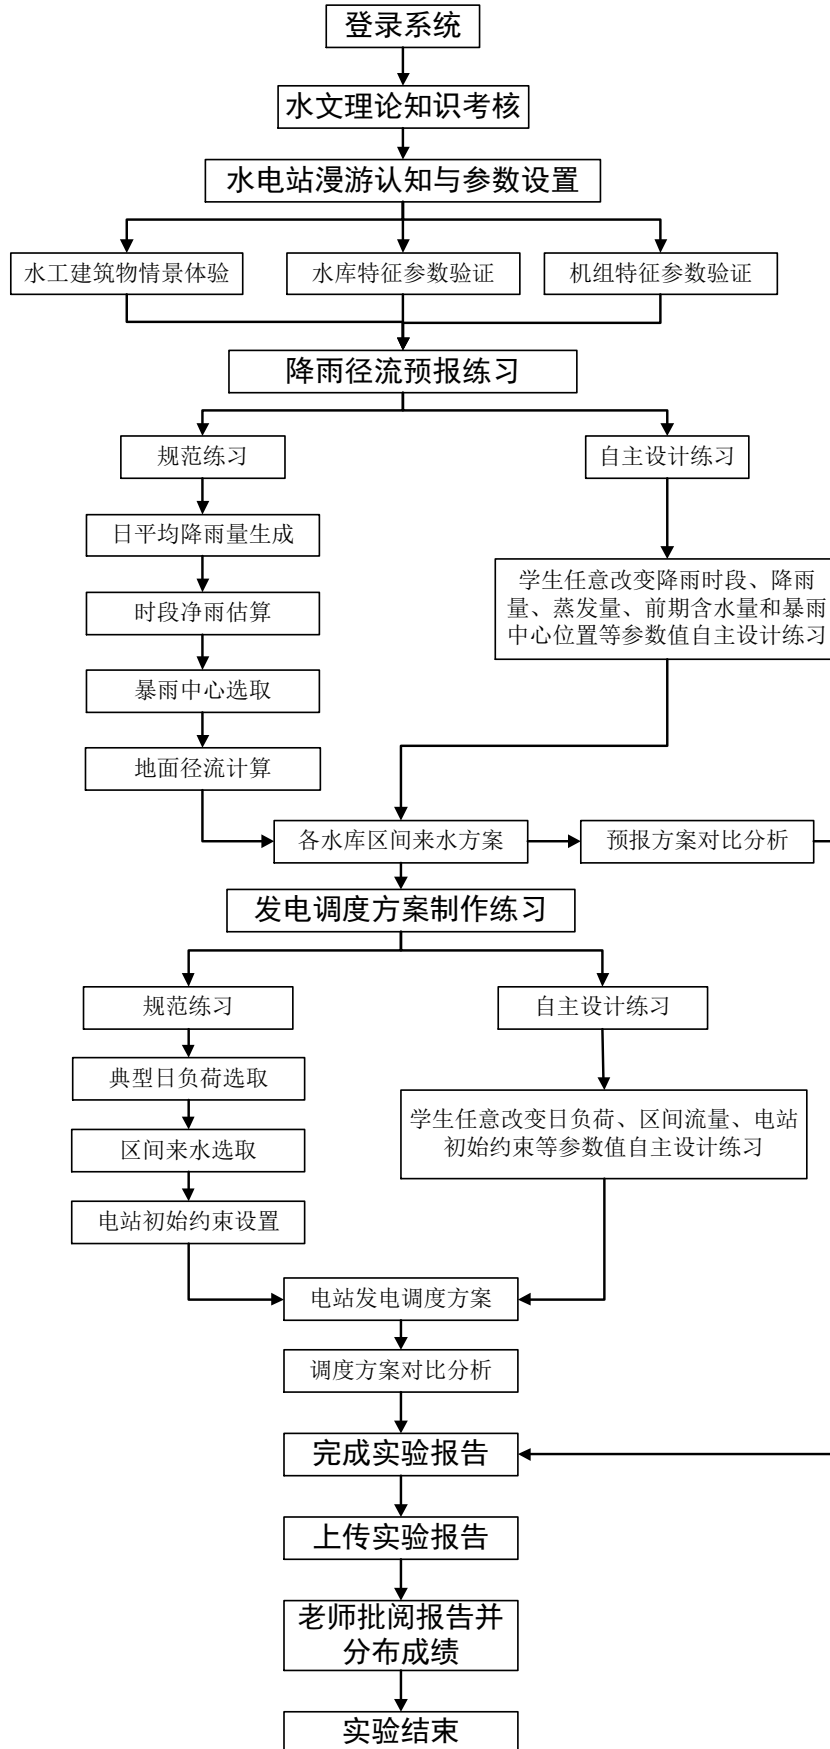 登录系统
水文理论知识考核
水电站漫游认知与参数设置
水工建筑物情景体验
水库特征参数验证
机组特征参数验证
降雨径流预报练习
规范练习
自主设计练习
日平均降雨量生成
时段净雨估算
暴雨中心选取
地面径流计算
学生任意改变降雨时段、降雨
量、蒸发量、前期含水量和暴雨
中心位置等参数值自主设计练习
各水库区间来水方案
预报方案对比分析
发电调度方案制作练习
规范练习
自主设计练习
典型日负荷选取
区间来水选取
电站初始约束设置
学生任意改变日负荷、区间流量、电站
初始约束等参数值自主设计练习
电站发电调度方案
调度方案对比分析
完成实验报告
上传实验报告
老师批阅报告并
分布成绩
实验结束